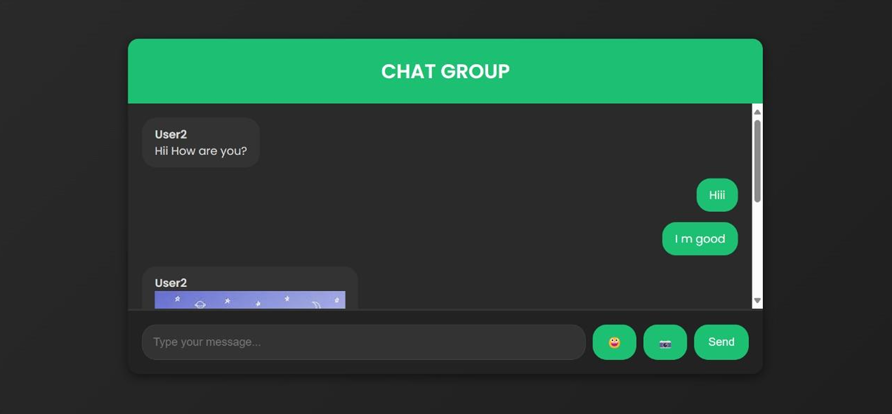 CHAT GROUP
User2
Hii How are you?
Hiii
I m good
User2
Type your message...
Send